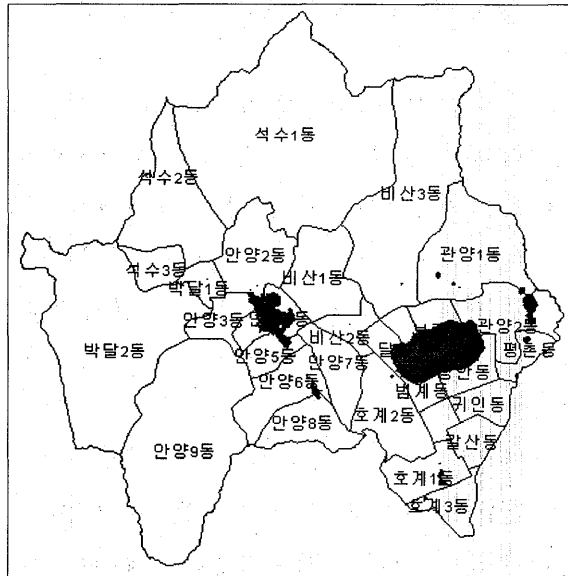 석수1동
석수2동
비산3동
안양2동
관양1동
석수3동
비산1동
박달1동
안양3동
관양2동
비산2동
박달2동
안양5동
안양7동
평촌동
안양6동
범계동
귀인동
호계2동
안양8동
안양9동
갈산동
호계1동
호계3동